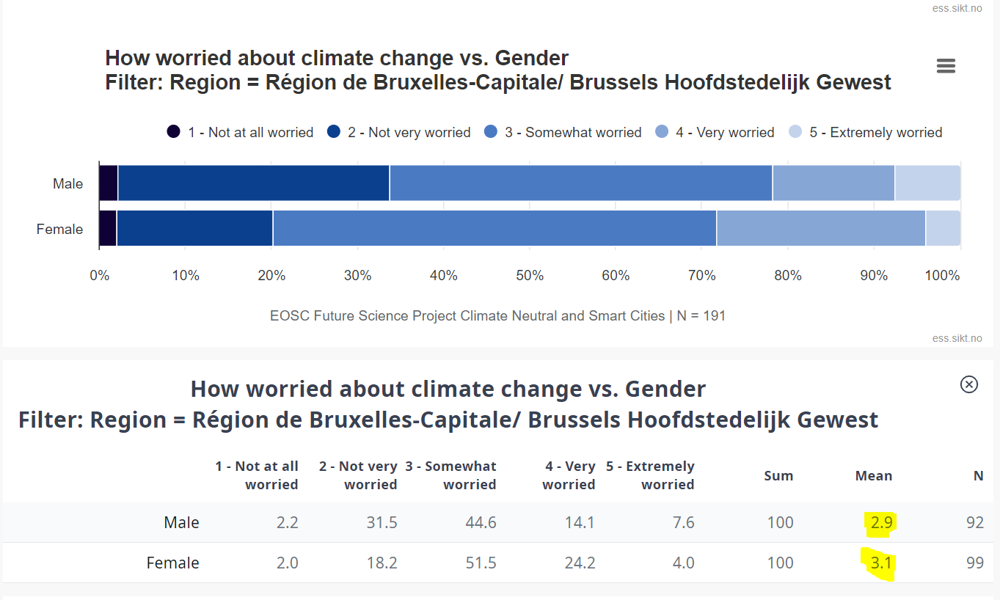 ess.sikt.no
How worried about climate change vs. Gender
Filter: Region = Région de Bruxelles-Capitale/ Brussels Hoofdstedelijk Gewest
1 - Not at all worried 2 - Not very worried 3 - Somewhat worried 4 - Very worried 5 - Extremely worried
Male
Female
0% 10% 20% 30% 40% 50% 60% 70% 80% 90% 100%
EOSC Future Science Project Climate Neutral and Smart Cities | N = 191
ess.sikt.no
How worried about climate change vs. Gender
Filter: Region = Région de Bruxelles-Capitale/ Brussels Hoofdstedelijk Gewest
1 - Not at all worried 2 - Not very worried 3 - Somewhat worried 4 - Very worried 5 - Extremely worried Sum Mean N
Male 2.2 31.5 44.6 14.1 7.6 100 2.9 92
Female 2.0 18.2 51.5 24.2 4.0 100 3.1 99